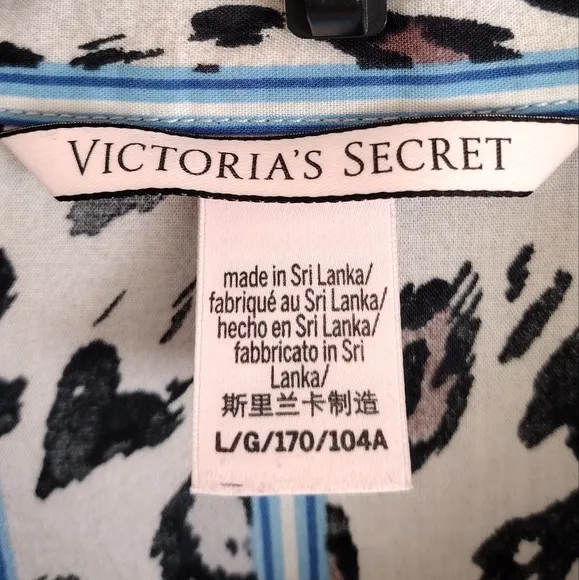 VICTORIA'S SECRET
made in Sri Lanka/
fabriqué au Sri Lanka/
hecho en Sri Lanka/
fabbricato in Sri
Lanka/
斯里兰卡制造
L/G/170/104A